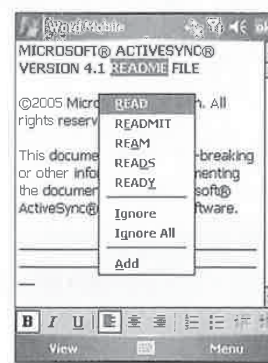 Word Mobile
ok
MICROSOFT® ACTIVESYNC®
VERSION 4.1 README FILE
©2005 Micro n. All
rights reserv
This docume -breaking
or other info menting
the documen soft®
ActiveSync® ftware.
READ
READMIT
REAM
READS
READY
Ignore
Ignore All
Add
B I U
View Menu